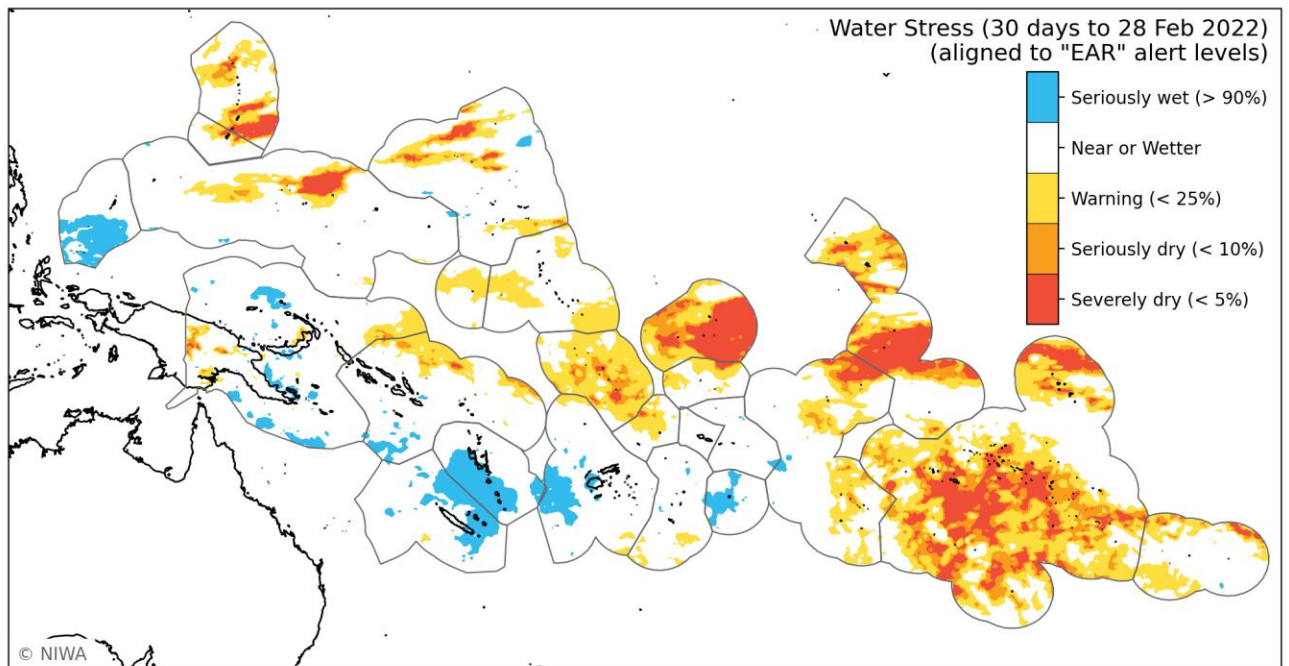 Water Stress (30 days to 28 Feb 2022)
(aligned to "EAR" alert levels)
Seriously wet (> 90%)
Near or Wetter
Warning (< 25%)
Seriously dry (< 10%)
Severely dry (< 5%)
© NIWA